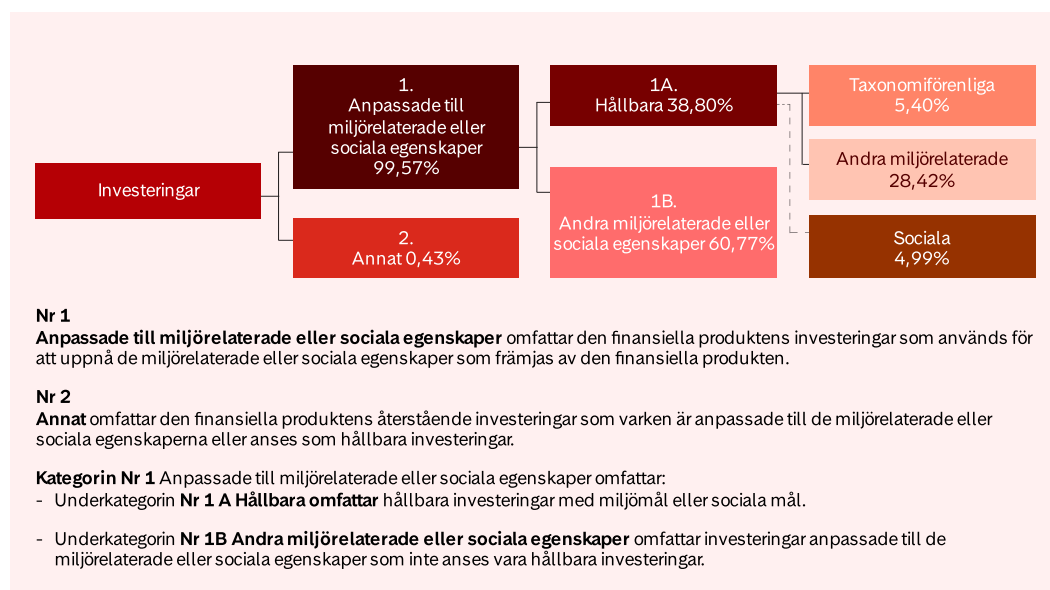 Investeringar
1.
Anpassade till
miljörelaterade eller
sociala egenskaper
99,57%
2.
Annat 0,43%
1A.
Hållbara 38,80%
1B.
Andra miljörelaterade eller
sociala egenskaper 60,77%
Taxonomiförenliga
5,40%
Andra miljörelaterade
28,42%
Sociala
4,99%
Nr 1
Anpassade till miljörelaterade eller sociala egenskaper omfattar den finansiella produktens investeringar som används för
att uppnå de miljörelaterade eller sociala egenskaper som främjas av den finansiella produkten.
Nr 2
Annat omfattar den finansiella produktens återstående investeringar som varken är anpassade till de miljörelaterade eller
sociala egenskaperna eller anses som hållbara investeringar.
Kategorin Nr 1 Anpassade till miljörelaterade eller sociala egenskaper omfattar:
- Underkategorin Nr 1 A Hållbara omfattar hållbara investeringar med miljömål eller sociala mål.
- Underkategorin Nr 1B Andra miljörelaterade eller sociala egenskaper omfattar investeringar anpassade till de
miljörelaterade eller sociala egenskaper som inte anses vara hållbara investeringar.